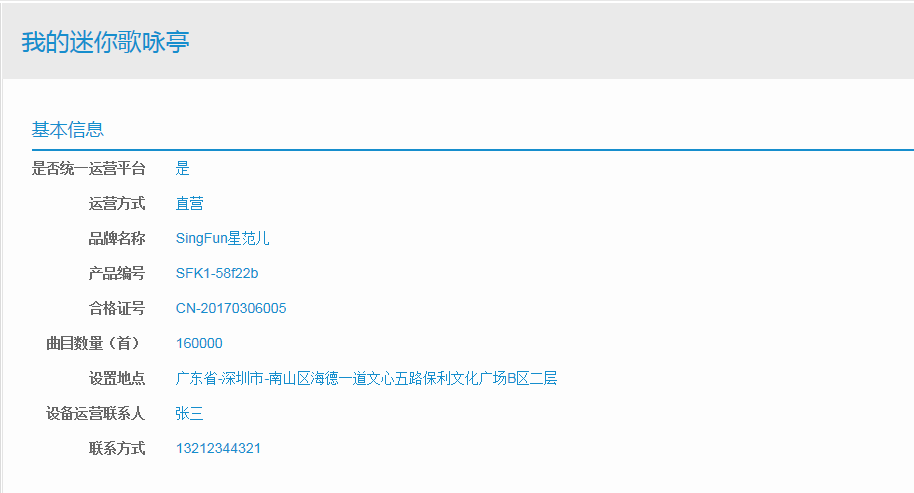 我的迷你歌咏亭
基本信息
是否统一运营平台 是
运营方式 直营
品牌名称 SingFun星范儿
产品编号 SFK1-58f22b
合格证号 CN-20170306005
曲目数量（首） 160000
设置地点 广东省-深圳市-南山区海德一道文心五路保利文化广场B区二层
设备运营联系人 张三
联系方式 13212344321